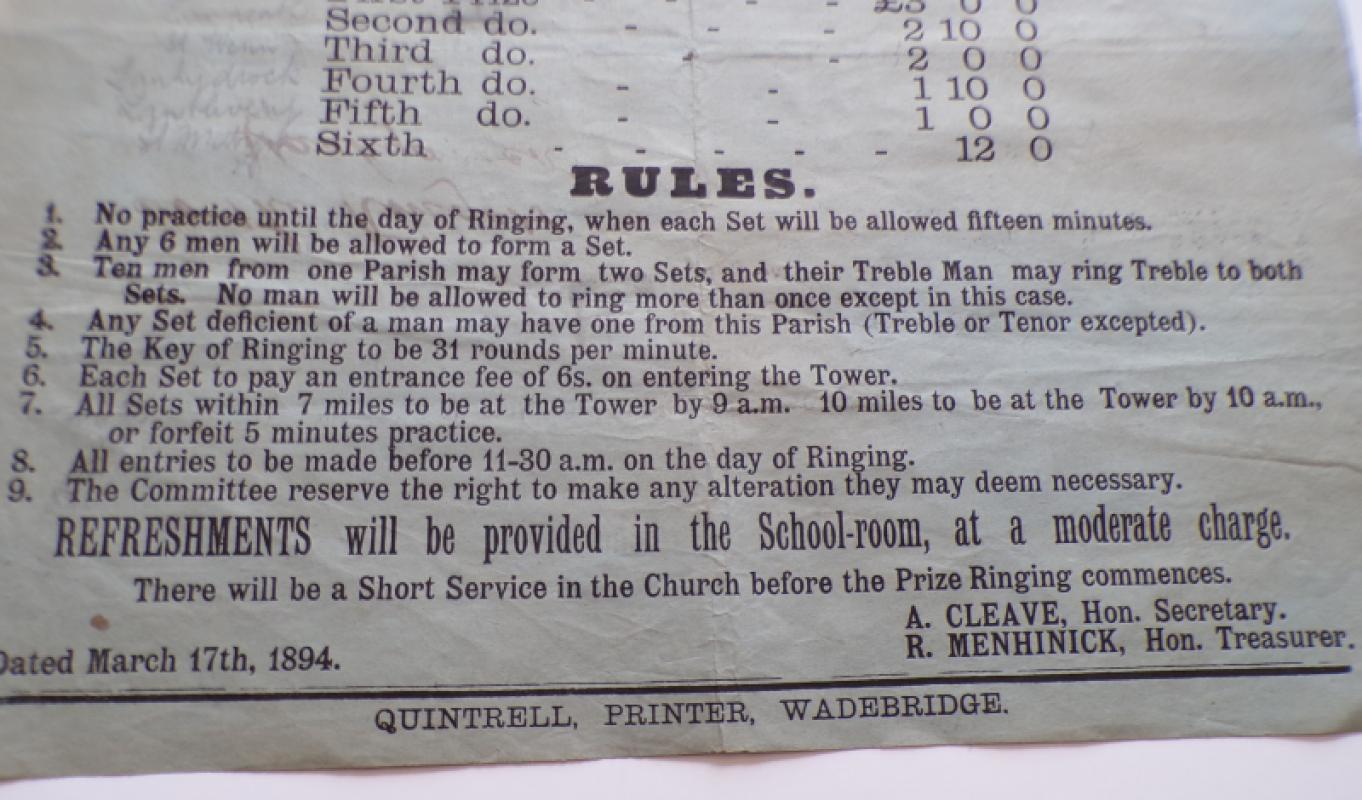 £3 0 0
Second do. - - - 2 10 0
Third do. - - 2 0 0
Fourth do. - - 1 10 0
Fifth do. - - 1 0 0
Sixth - - - - - 12 0
RULES.
1. No practice until the day of Ringing, when each Set will be allowed fifteen minutes.
2. Any 6 men will be allowed to form a Set.
3. Ten men from one Parish may form two Sets, and their Treble Man may ring Treble to both
Sets. No man will be allowed to ring more than once except in this case.
4. Any Set deficient of a man may have one from this Parish (Treble or Tenor excepted).
5. The Key of Ringing to be 31 rounds per minute.
6. Each Set to pay an entrance fee of 6s. on entering the Tower.
7. All Sets within 7 miles to be at the Tower by 9 a.m. 10 miles to be at the Tower by 10 a.m.,
or forfeit 5 minutes practice.
8. All entries to be made before 11-30 a.m. on the day of Ringing.
9. The Committee reserve the right to make any alteration they may deem necessary.
REFRESHMENTS will be provided in the School-room, at a moderate charge.
There will be a Short Service in the Church before the Prize Ringing commences.
A. CLEAVE, Hon. Secretary.
R. MENHINICK, Hon. Treasurer.
Dated March 17th, 1894.
QUINTRELL, PRINTER, WADEBRIDGE.